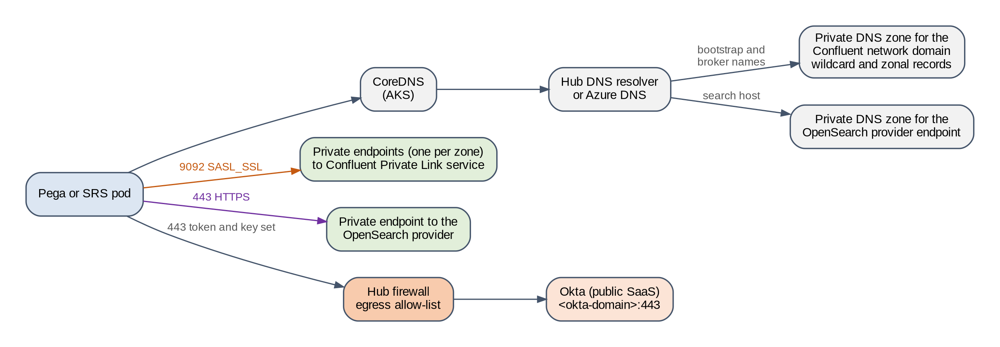 Private DNS zone for the
Confluent network domain
wildcard and zonal records
bootstrap and
broker names
CoreDNS
(AKS)
Hub DNS resolver
or Azure DNS
search host
Private DNS zone for the
OpenSearch provider endpoint
Private endpoints (one per zone)
to Confluent Private Link service
9092 SASL_SSL
Pega or SRS pod
443 HTTPS
Private endpoint to the
OpenSearch provider
443 token and key set
Hub firewall
egress allow-list
Okta (public SaaS)
<okta-domain>:443